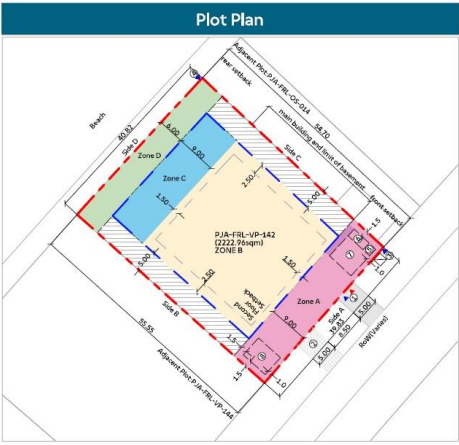 Plot Plan
Adjacent Plot:PJA-FRL-OS-014
rear setback
54.70
main building and limit of basement
front setback
Beach
40.82
Side D
Side C
6.00
Zone D
9.00
Zone C
2.50
5.00
1.50
1.5
PJA-FRL-VP-142
(2222.96sqm)
ZONE B
1.0
5.00
2.50
1.50
Second
Floor
Setback
Zone A
Side B
9.00
Side A
39.83
8.50
5.00
5.00
RoW(Varies)
55.55
1.5
1.5
1.0
Adjacent Plot:PJA-FRL-VP-144